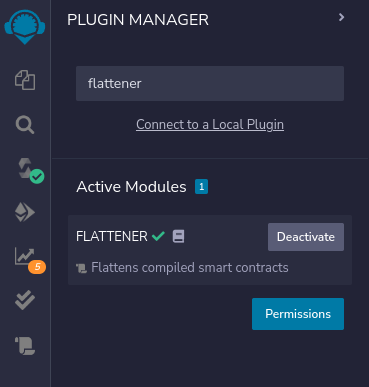 PLUGIN MANAGER
flattener
Connect to a Local Plugin
Active Modules 1
FLATTENER Deactivate
Flattens compiled smart contracts
5
Permissions